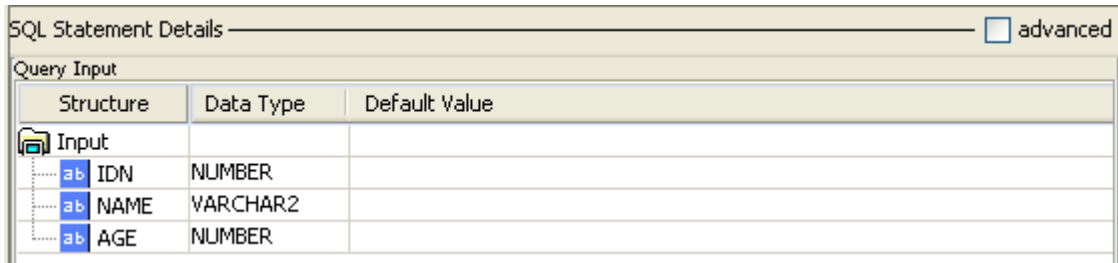 SQL Statement Details advanced
Query Input
Structure Data Type Default Value
Input
ab IDN NUMBER
ab NAME VARCHAR2
ab AGE NUMBER